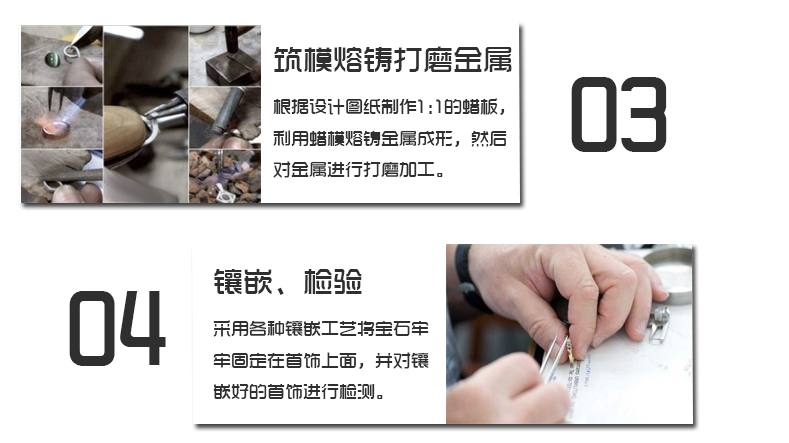 筑模熔铸打磨金属
根据设计图纸制作1:1的蜡板，
利用蜡模熔铸金属成形，然后
对金属进行打磨加工。
03
04
镶嵌、检验
采用各种镶嵌工艺将宝石牢
牢固定在首饰上面，并对镶
嵌好的首饰进行检测。